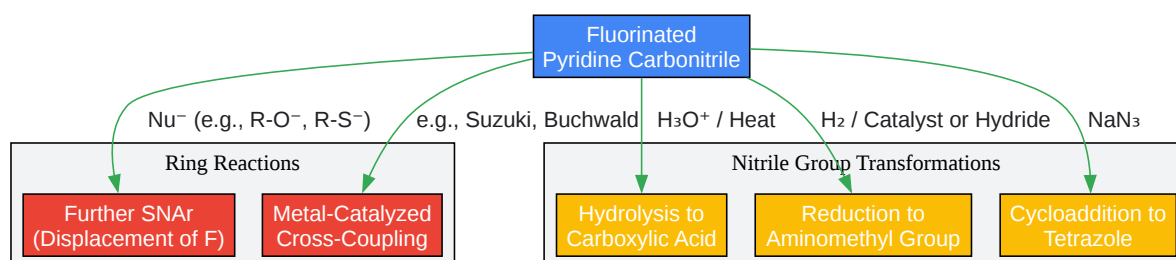 Fluorinated
Pyridine Carbonitrile
Nu⁻ (e.g., R-O⁻, R-S⁻)
e.g., Suzuki, Buchwald
H₃O⁺ / Heat
H₂ / Catalyst or Hydride
NaN₃
Ring Reactions
Nitrile Group Transformations
Further SNAr
(Displacement of F)
Metal-Catalyzed
Cross-Coupling
Hydrolysis to
Carboxylic Acid
Reduction to
Aminomethyl Group
Cycloaddition to
Tetrazole